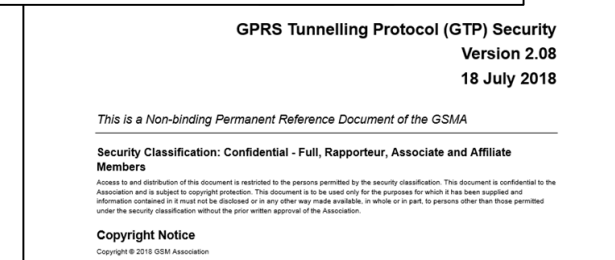 GPRS Tunnelling Protocol (GTP) Security
Version 2.08
18 July 2018
This is a Non-binding Permanent Reference Document of the GSMA
Security Classification: Confidential - Full, Rapporteur, Associate and Affiliate
Members
Access to and distribution of this document is restricted to the persons permitted by the security classification. This document is confidential to the
Association and is subject to copyright protection. This document is to be used only for the purposes for which it has been supplied and
information contained in it must not be disclosed or in any other way made available, in whole or in part, to persons other than those permitted
under the security classification without the prior written approval of the Association.
Copyright Notice
Copyright © 2018 GSM Association